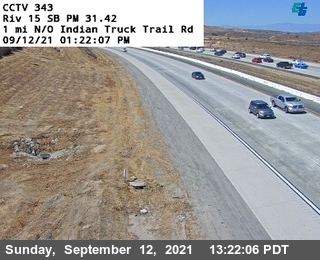 CCTV 343
Riv 15 SB PM 31.42
1 mi N/O Indian Truck Trail Rd
09/12/21 01:22:07 PM
Sunday, September 12, 2021 13:22:06 PDT